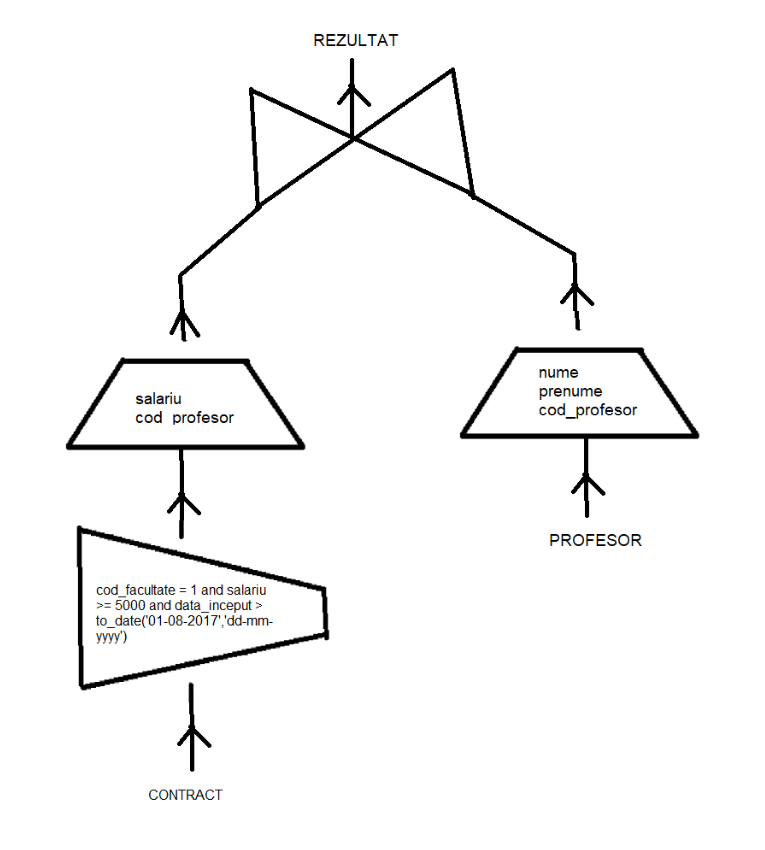 REZULTAT
salariu
cod profesor
nume
prenume
cod_profesor
PROFESOR
cod_facultate = 1 and salariu
>= 5000 and data_inceput >
to_date('01-08-2017','dd-mm-
yyyy')
CONTRACT